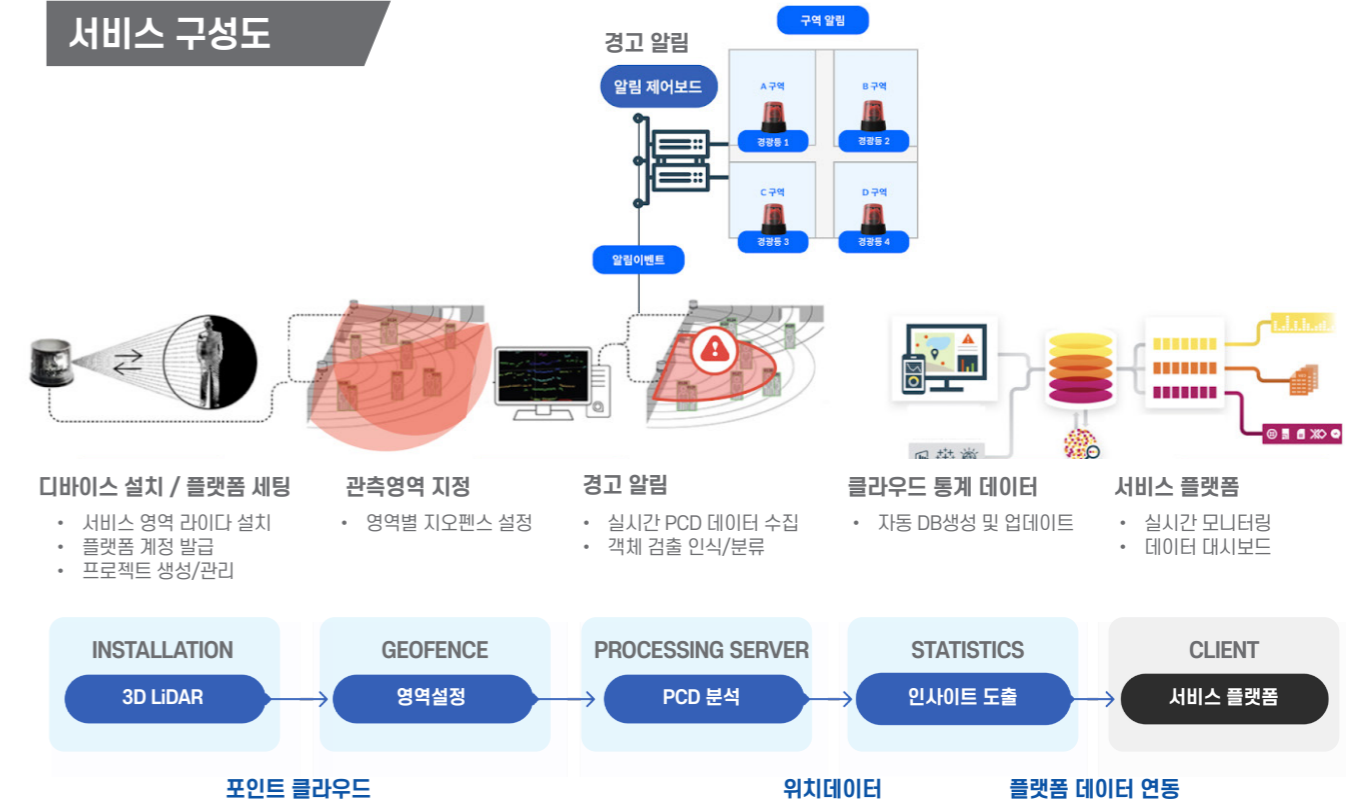 서비스 구성도
경고 알림
알림 제어보드
구역 알림
A 구역
B 구역
경광등 1
경광등 2
C 구역
D 구역
경광등 3
경광등 4
알림이벤트
디바이스 설치 / 플랫폼 세팅
• 서비스 영역 라이다 설치
• 플랫폼 계정 발급
• 프로젝트 생성/관리
관측영역 지정
• 영역별 지오펜스 설정
경고 알림
• 실시간 PCD 데이터 수집
• 객체 검출 인식/분류
클라우드 통계 데이터
• 자동 DB생성 및 업데이트
서비스 플랫폼
• 실시간 모니터링
• 데이터 대시보드
INSTALLATION
3D LiDAR
GEOFENCE
영역설정
PROCESSING SERVER
PCD 분석
STATISTICS
인사이트 도출
CLIENT
서비스 플랫폼
포인트 클라우드
위치데이터
플랫폼 데이터 연동